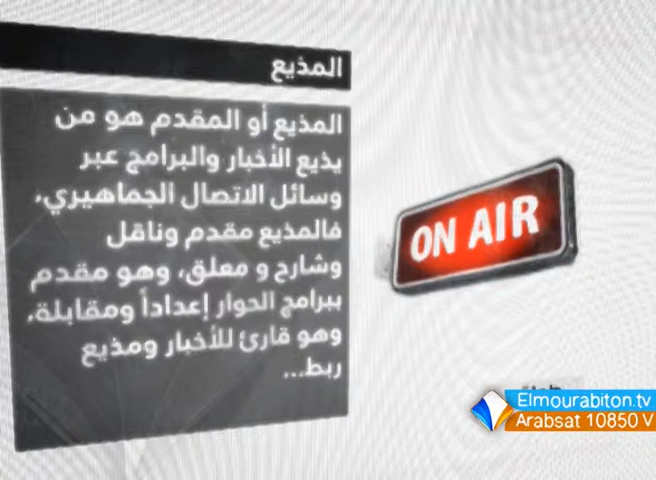 المذيع
المذيع أو المقدم هو من
يذيع الأخبار والبرامج عبر
وسائل الاتصال الجماهيري،
فالمذيع مقدم وناقل
وشارح و معلق، وهو مقدم
ببرامج الحوار إعداداً ومقابلة،
وهو قارئ للأخبار ومذيع
ربط...
ON AIR
Elmourabiton.tv
Arabsat 10850 V